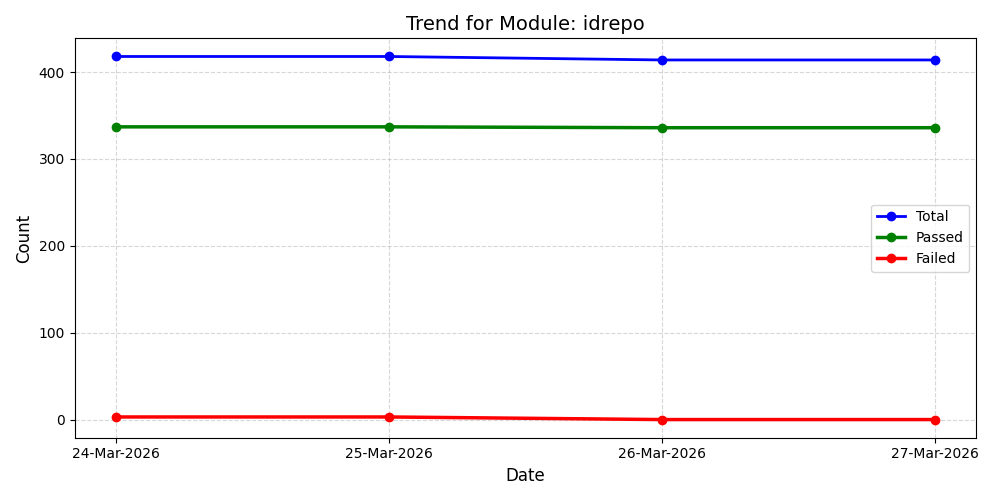 Trend for Module: idrepo
Count
400
300
200
100
0
Total
Passed
Failed
24-Mar-2026 25-Mar-2026 26-Mar-2026 27-Mar-2026
Date